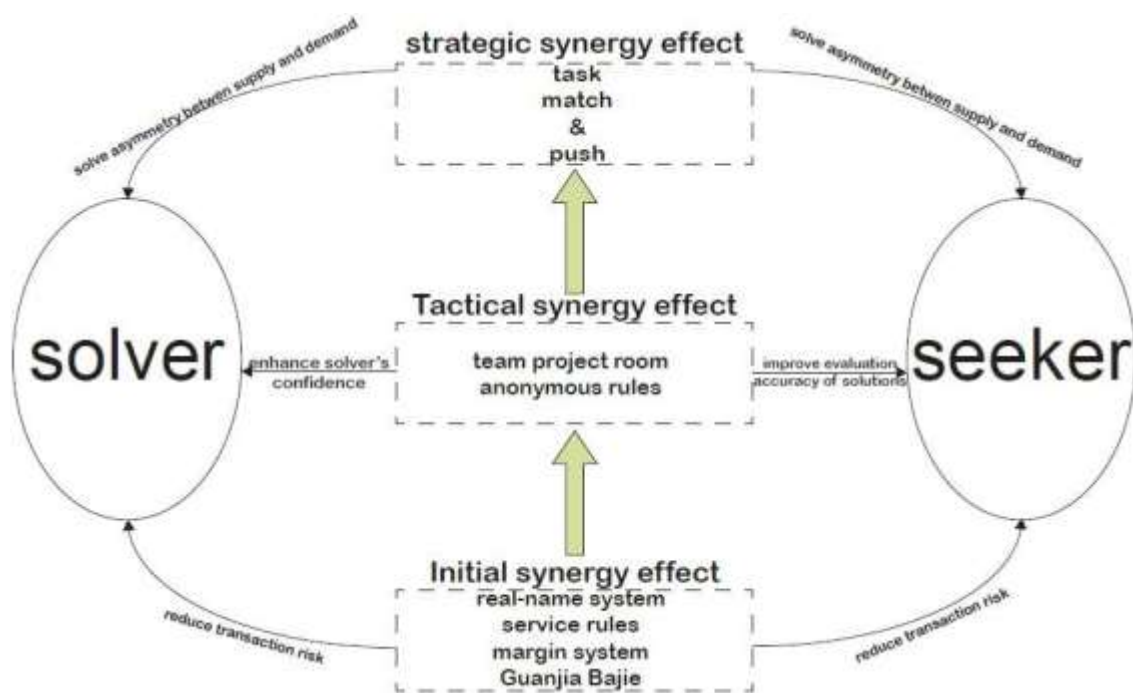 strategic synergy effect
solve asymmetry betwen supply and demand
solve asymmetry betwen supply and demand
task
match
&
push
Tactical synergy effect
solver
enhance solver's
confidence
team project room
anonymous rules
improve evaluation
accuracy of solutions
seeker
Initial synergy effect
real-name system
service rules
margin system
Guanjia Bajie
reduce transaction risk
reduce transaction risk